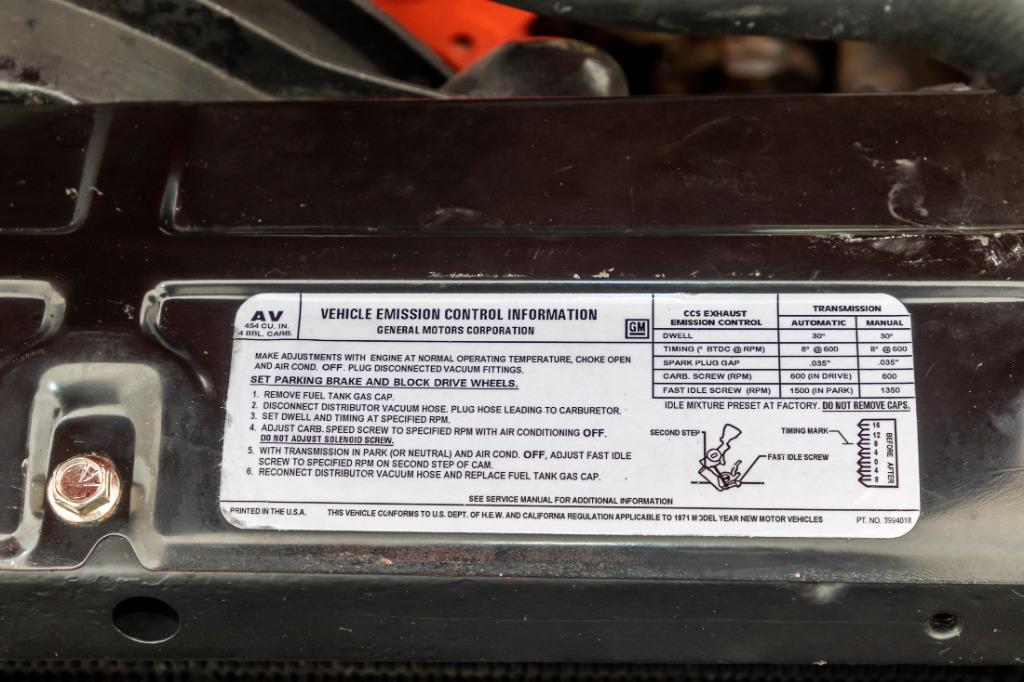 AV
454 CU. IN.
4 BBL. CARB.
VEHICLE EMISSION CONTROL INFORMATION
GENERAL MOTORS CORPORATION
GM
MAKE ADJUSTMENTS WITH ENGINE AT NORMAL OPERATING TEMPERATURE, CHOKE OPEN
AND AIR COND. OFF. PLUG DISCONNECTED VACUUM FITTINGS.
SET PARKING BRAKE AND BLOCK DRIVE WHEELS.
1. REMOVE FUEL TANK GAS CAP.
2. DISCONNECT DISTRIBUTOR VACUUM HOSE. PLUG HOSE LEADING TO CARBURETOR.
3. SET DWELL AND TIMING AT SPECIFIED RPM.
4. ADJUST CARB. SPEED SCREW TO SPECIFIED RPM WITH AIR CONDITIONING OFF.
DO NOT ADJUST SOLENOID SCREW.
5. WITH TRANSMISSION IN PARK (OR NEUTRAL) AND AIR COND. OFF, ADJUST FAST IDLE
SCREW TO SPECIFIED RPM ON SECOND STEP OF CAM.
6. RECONNECT DISTRIBUTOR VACUUM HOSE AND REPLACE FUEL TANK GAS CAP.
CCS EXHAUST
EMISSION CONTROL
TRANSMISSION
AUTOMATIC MANUAL
DWELL 30° 30°
TIMING (° BTDC @ RPM) 8° @ 600 8° @ 600
SPARK PLUG GAP .035" .035"
CARB. SCREW (RPM) 600 (IN DRIVE) 600
FAST IDLE SCREW (RPM) 1500 (IN PARK) 1350
IDLE MIXTURE PRESET AT FACTORY. DO NOT REMOVE CAPS.
SECOND STEP
FAST IDLE SCREW
TIMING MARK
16
12
8
4
0
4
8
BEFORE AFTER
SEE SERVICE MANUAL FOR ADDITIONAL INFORMATION
PRINTED IN THE U.S.A. THIS VEHICLE CONFORMS TO U.S. DEPT. OF H.E.W. AND CALIFORNIA REGULATION APPLICABLE TO 1971 MODEL YEAR NEW MOTOR VEHICLES PT. NO. 3994018